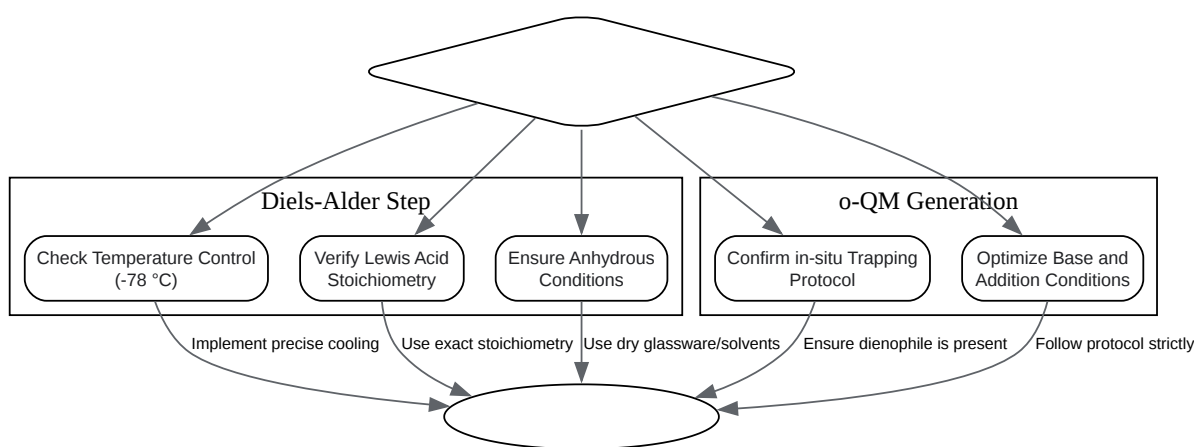 Diels-Alder Step
o-QM Generation
Check Temperature Control
(-78 °C)
Verify Lewis Acid
Stoichiometry
Ensure Anhydrous
Conditions
Confirm in-situ Trapping
Protocol
Optimize Base and
Addition Conditions
Implement precise cooling
Use exact stoichiometry
Use dry glassware/solvents
Ensure dienophile is present
Follow protocol strictly